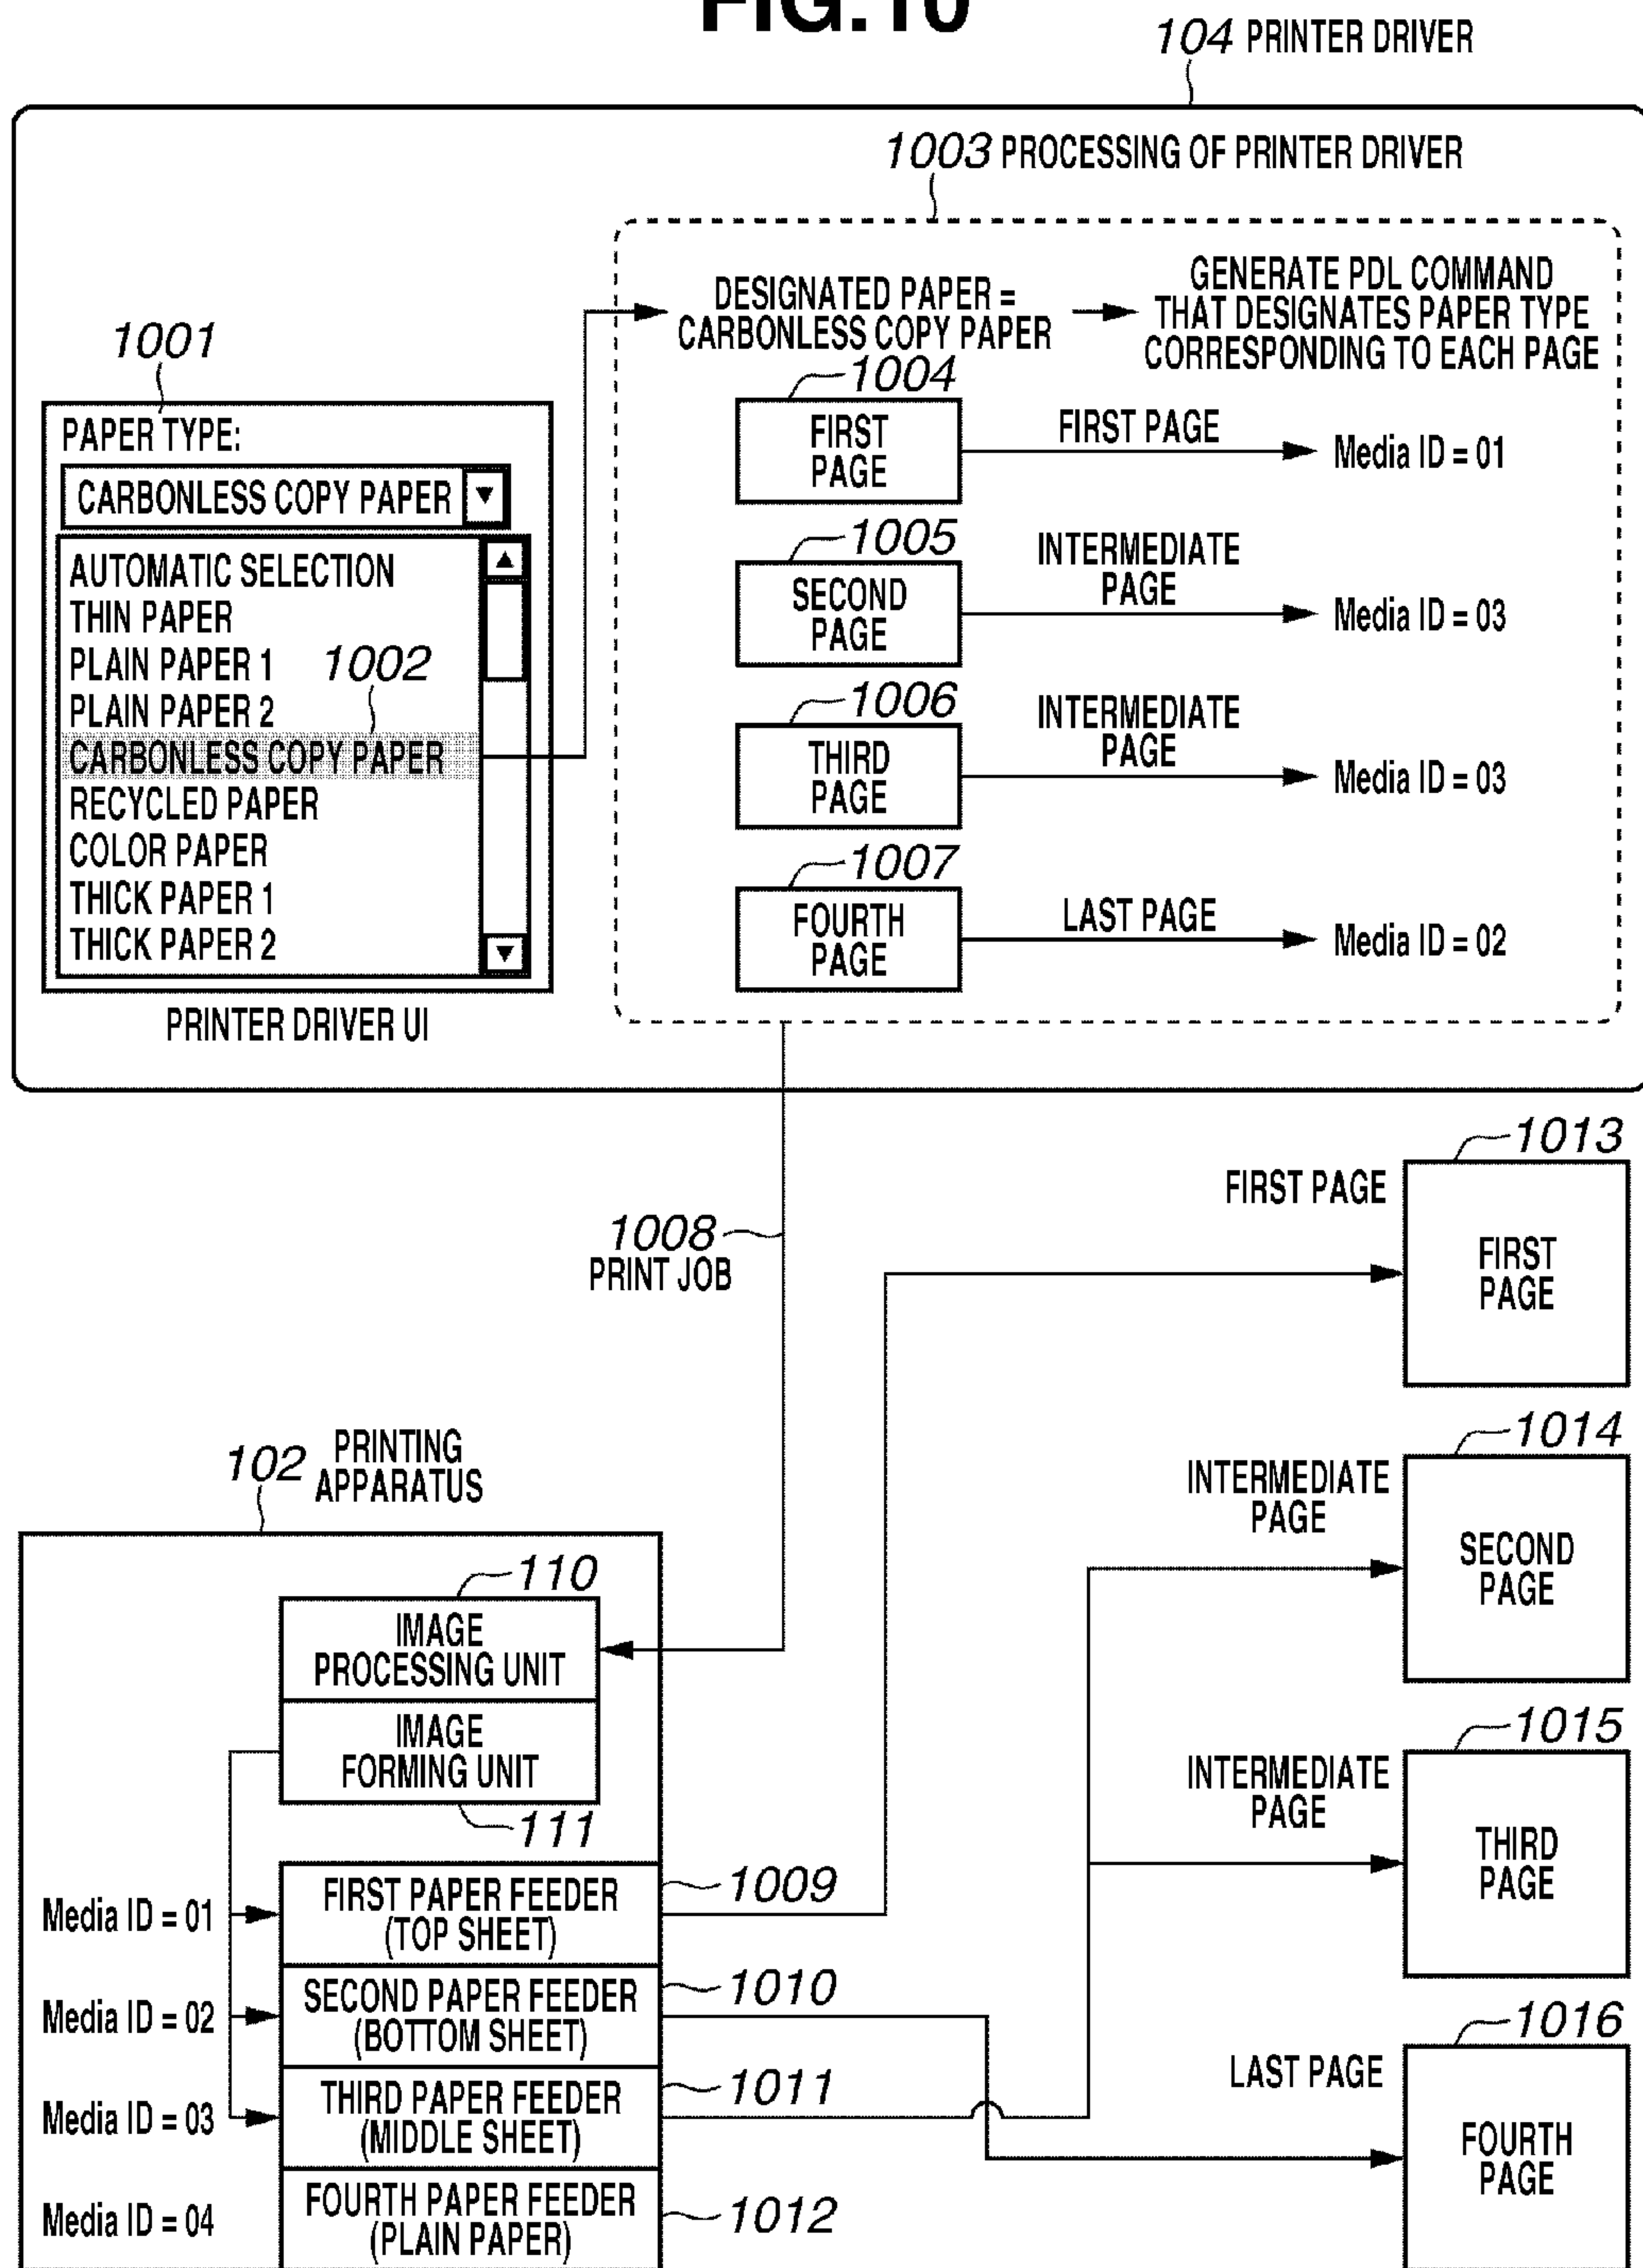 FIG.10
104 PRINTER DRIVER
1003 PROCESSING OF PRINTER DRIVER
DESIGNATED PAPER =
CARBONLESS COPY PAPER
GENERATE PDL COMMAND
THAT DESIGNATES PAPER TYPE
CORRESPONDING TO EACH PAGE
1001
PAPER TYPE:
CARBONLESS COPY PAPER
AUTOMATIC SELECTION
THIN PAPER
PLAIN PAPER 1
1002
PLAIN PAPER 2
CARBONLESS COPY PAPER
RECYCLED PAPER
COLOR PAPER
THICK PAPER 1
THICK PAPER 2
PRINTER DRIVER UI
1004
FIRST
PAGE
FIRST PAGE
Media ID = 01
1005
SECOND
PAGE
INTERMEDIATE
PAGE
Media ID = 03
1006
THIRD
PAGE
INTERMEDIATE
PAGE
Media ID = 03
1007
FOURTH
PAGE
LAST PAGE
Media ID = 02
1008
PRINT JOB
1013
FIRST PAGE
FIRST
PAGE
1014
INTERMEDIATE
PAGE
SECOND
PAGE
1015
INTERMEDIATE
PAGE
THIRD
PAGE
1016
LAST PAGE
FOURTH
PAGE
102 PRINTING
APPARATUS
110
IMAGE
PROCESSING UNIT
IMAGE
FORMING UNIT
111
Media ID = 01
FIRST PAPER FEEDER
(TOP SHEET)
1009
Media ID = 02
SECOND PAPER FEEDER
(BOTTOM SHEET)
1010
Media ID = 03
THIRD PAPER FEEDER
(MIDDLE SHEET)
1011
Media ID = 04
FOURTH PAPER FEEDER
(PLAIN PAPER)
1012